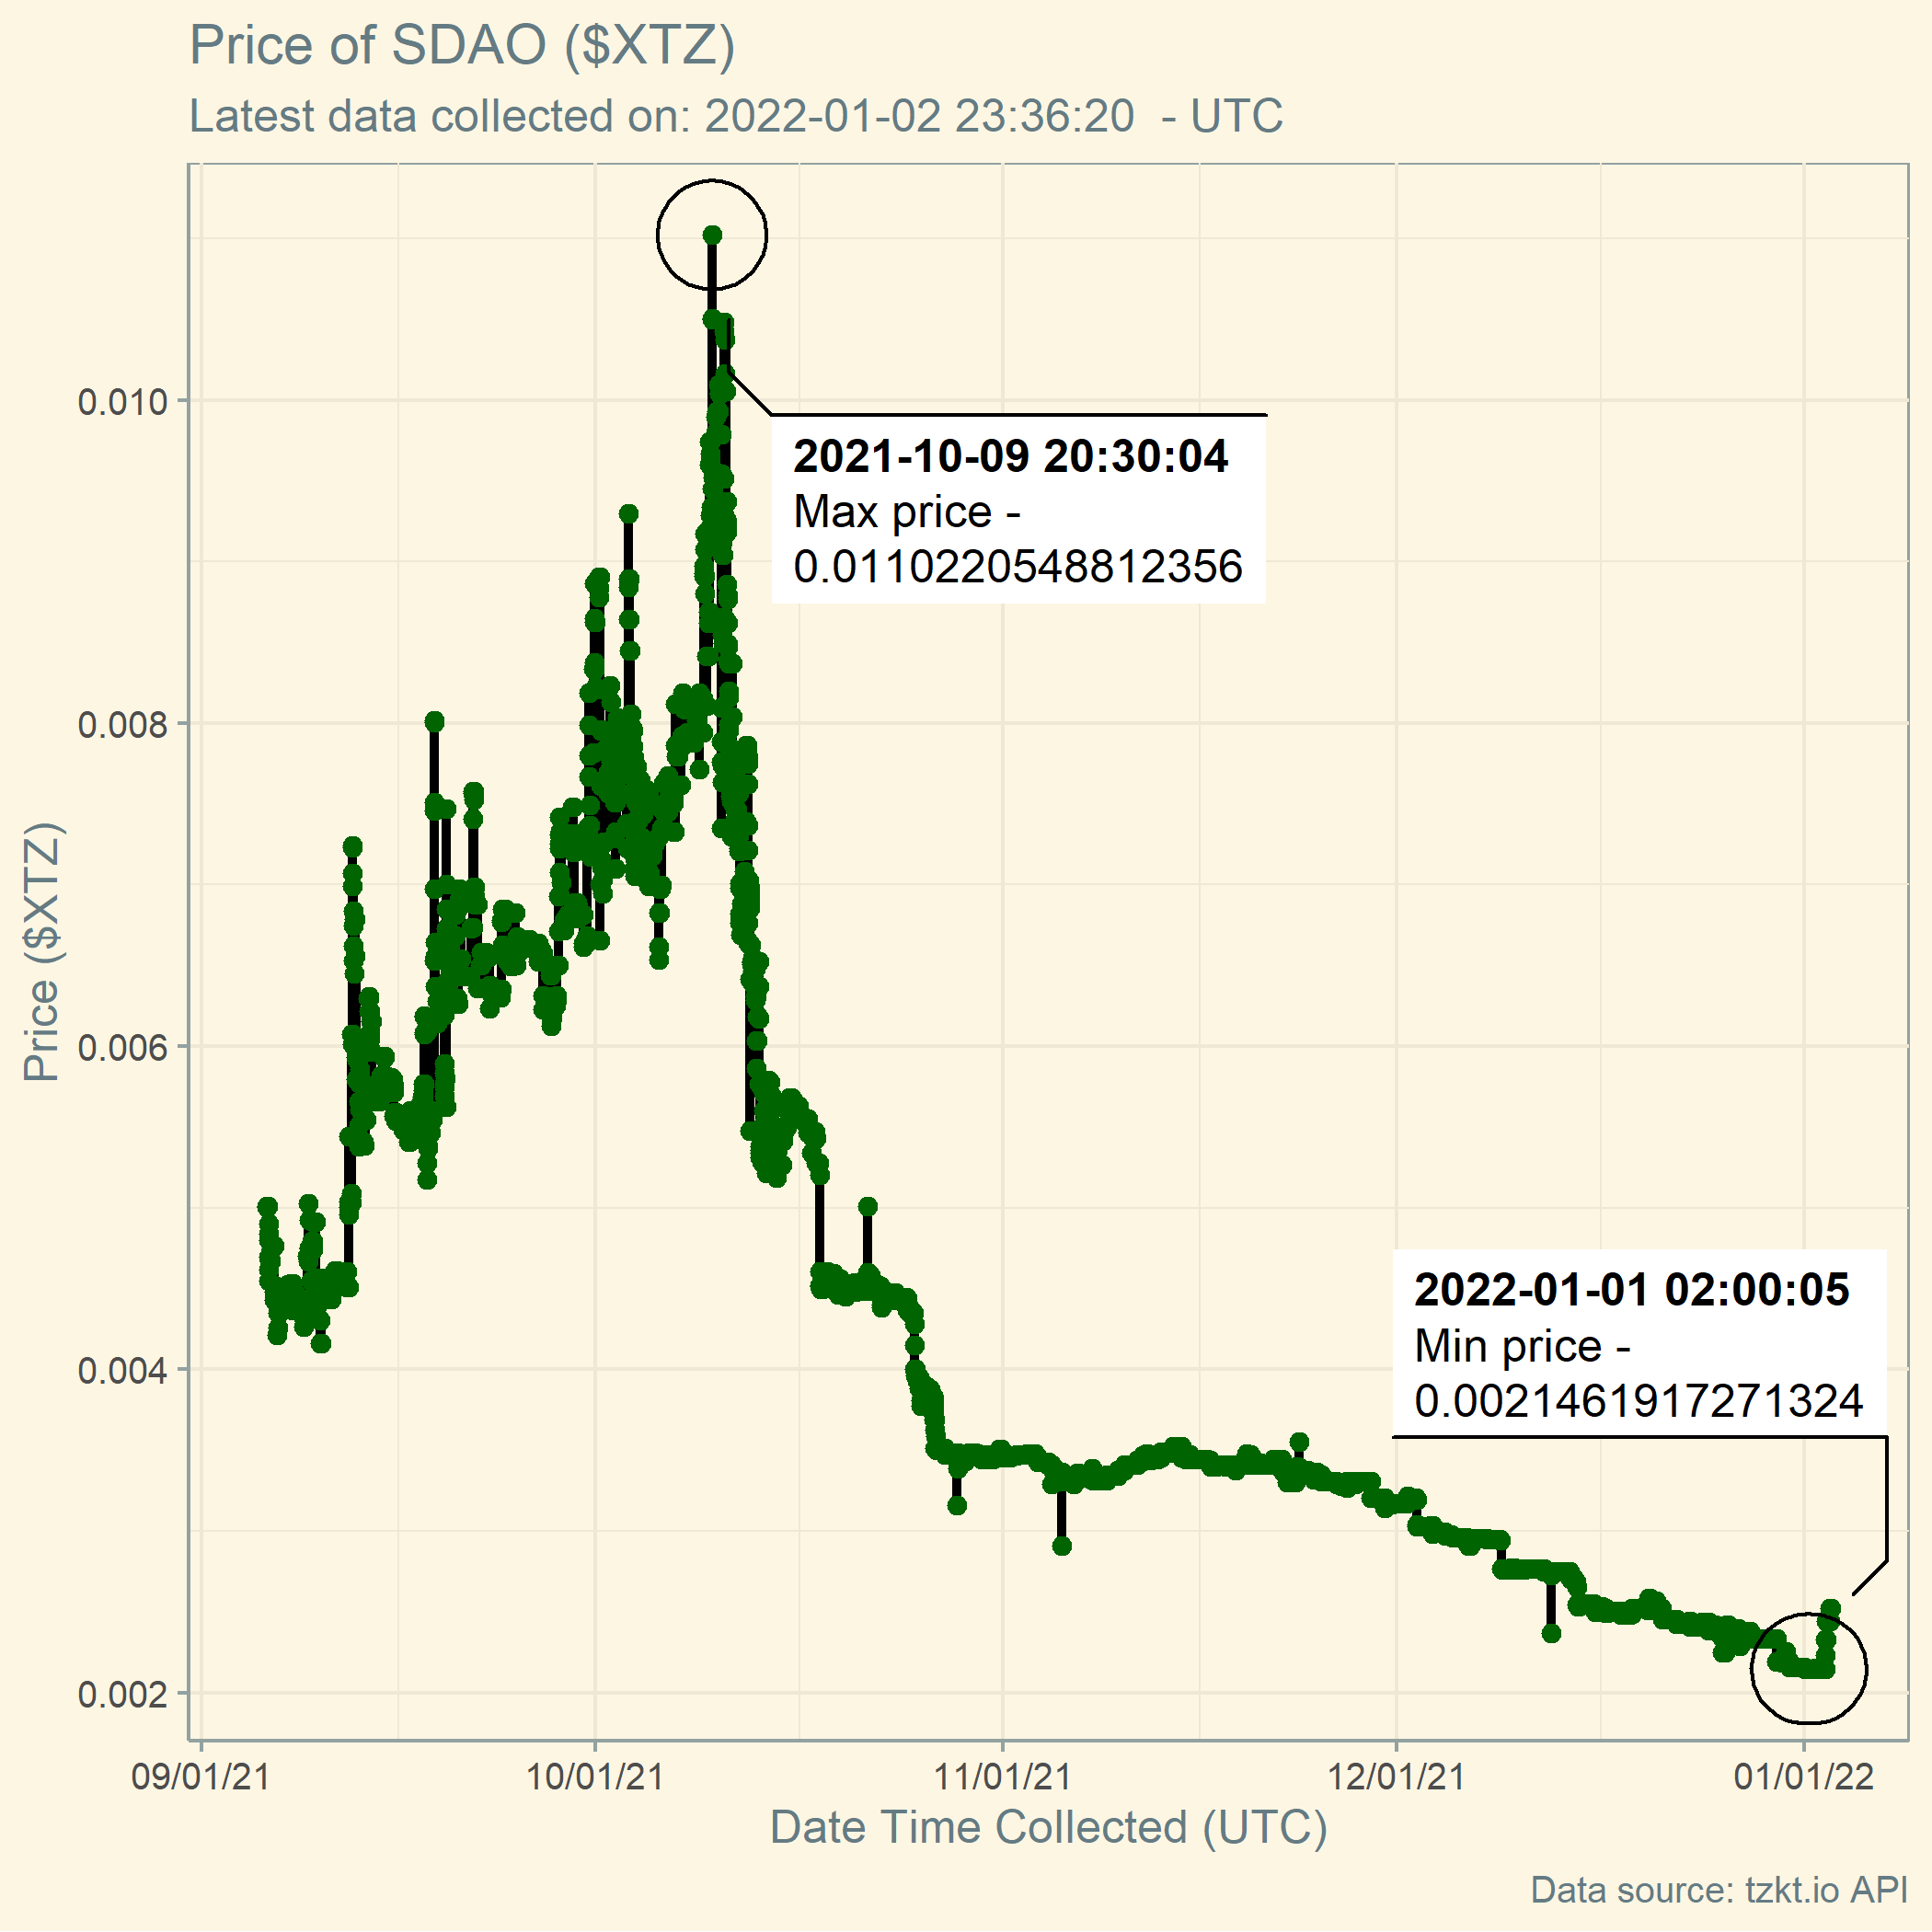 Price of SDAO ($XTZ)
Latest data collected on: 2022-01-02 23:36:20  - UTC
0.010
0.008
0.006
0.004
0.002
Price ($XTZ)
2021-10-09 20:30:04
Max price -
0.0110220548812356
2022-01-01 02:00:05
Min price -
0.00214619172713​24
09/01/21
10/01/21
11/01/21
12/01/21
01/01/22
Date Time Collected (UTC)
Data source: tzkt.io API